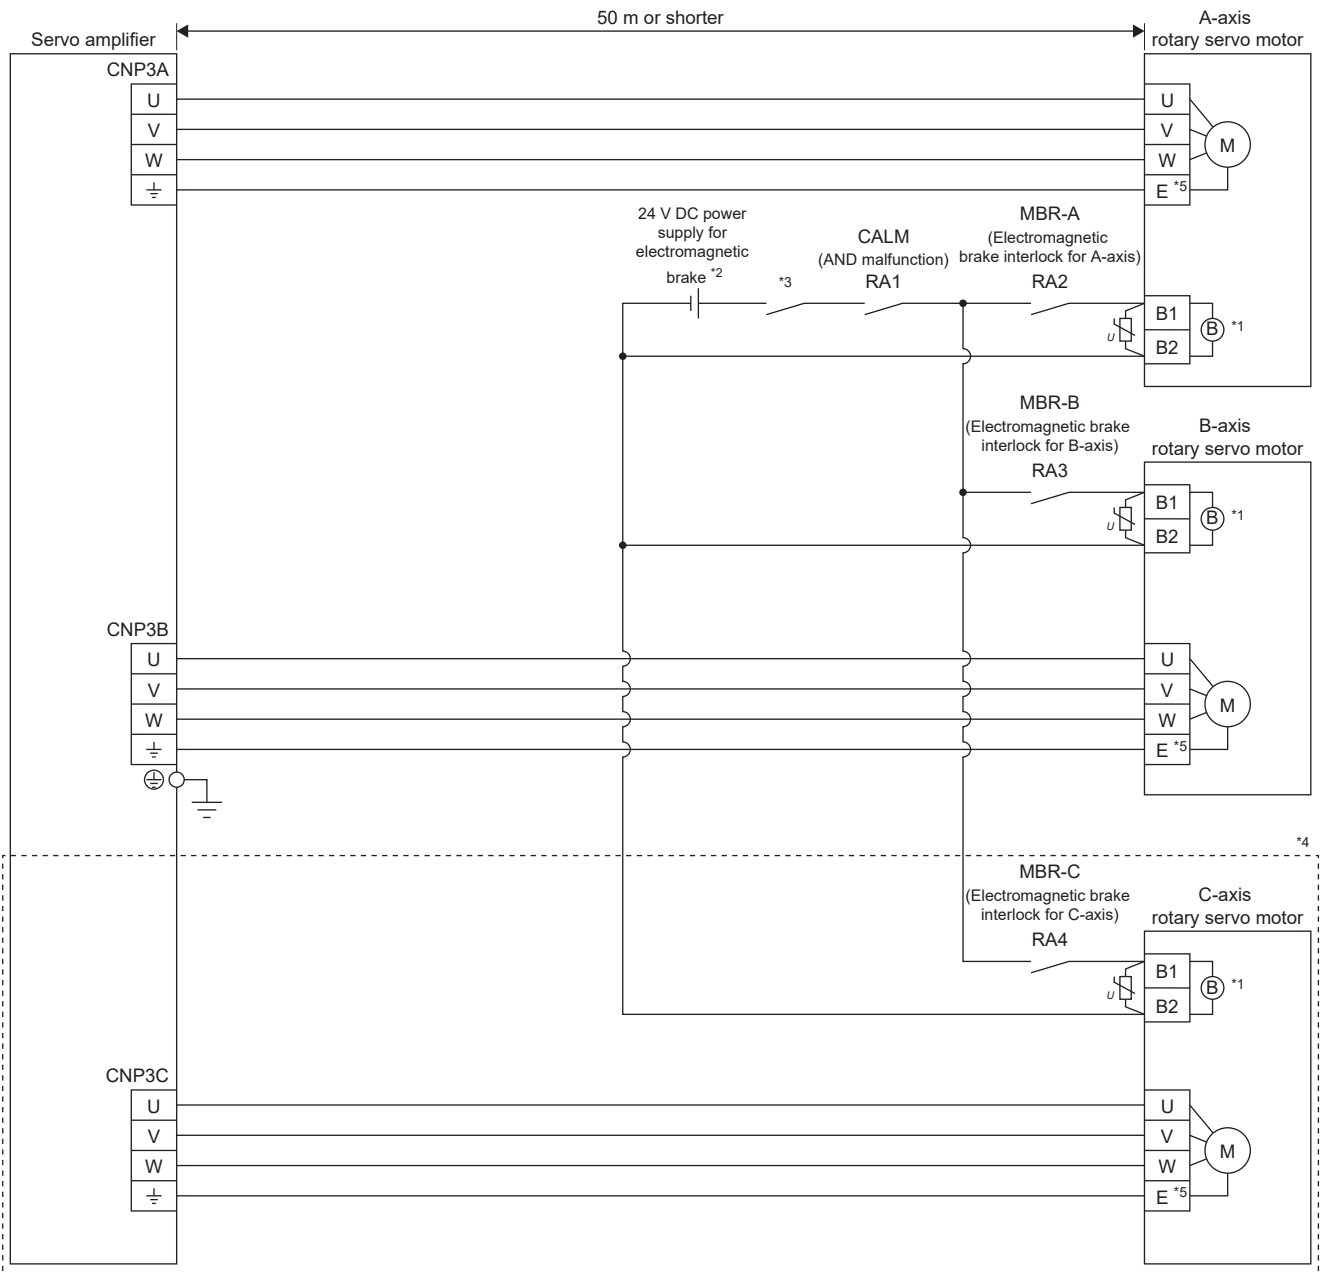 50 m or shorter
A-axis
rotary servo motor
Servo amplifier
CNP3A
U
V
W
U
V
W
E *5
M
24 V DC power
supply for
electromagnetic
brake *2
*3
CALM
(AND malfunction)
RA1
MBR-A
(Electromagnetic
brake interlock for A-axis)
RA2
U
B1
B2
B
*1
MBR-B
(Electromagnetic brake
interlock for B-axis)
RA3
B-axis
rotary servo motor
U
B1
B2
B
*1
CNP3B
U
V
W
U
V
W
E *5
M
*4
MBR-C
(Electromagnetic brake
interlock for C-axis)
RA4
C-axis
rotary servo motor
U
B1
B2
B
*1
CNP3C
U
V
W
U
V
W
E *5
M